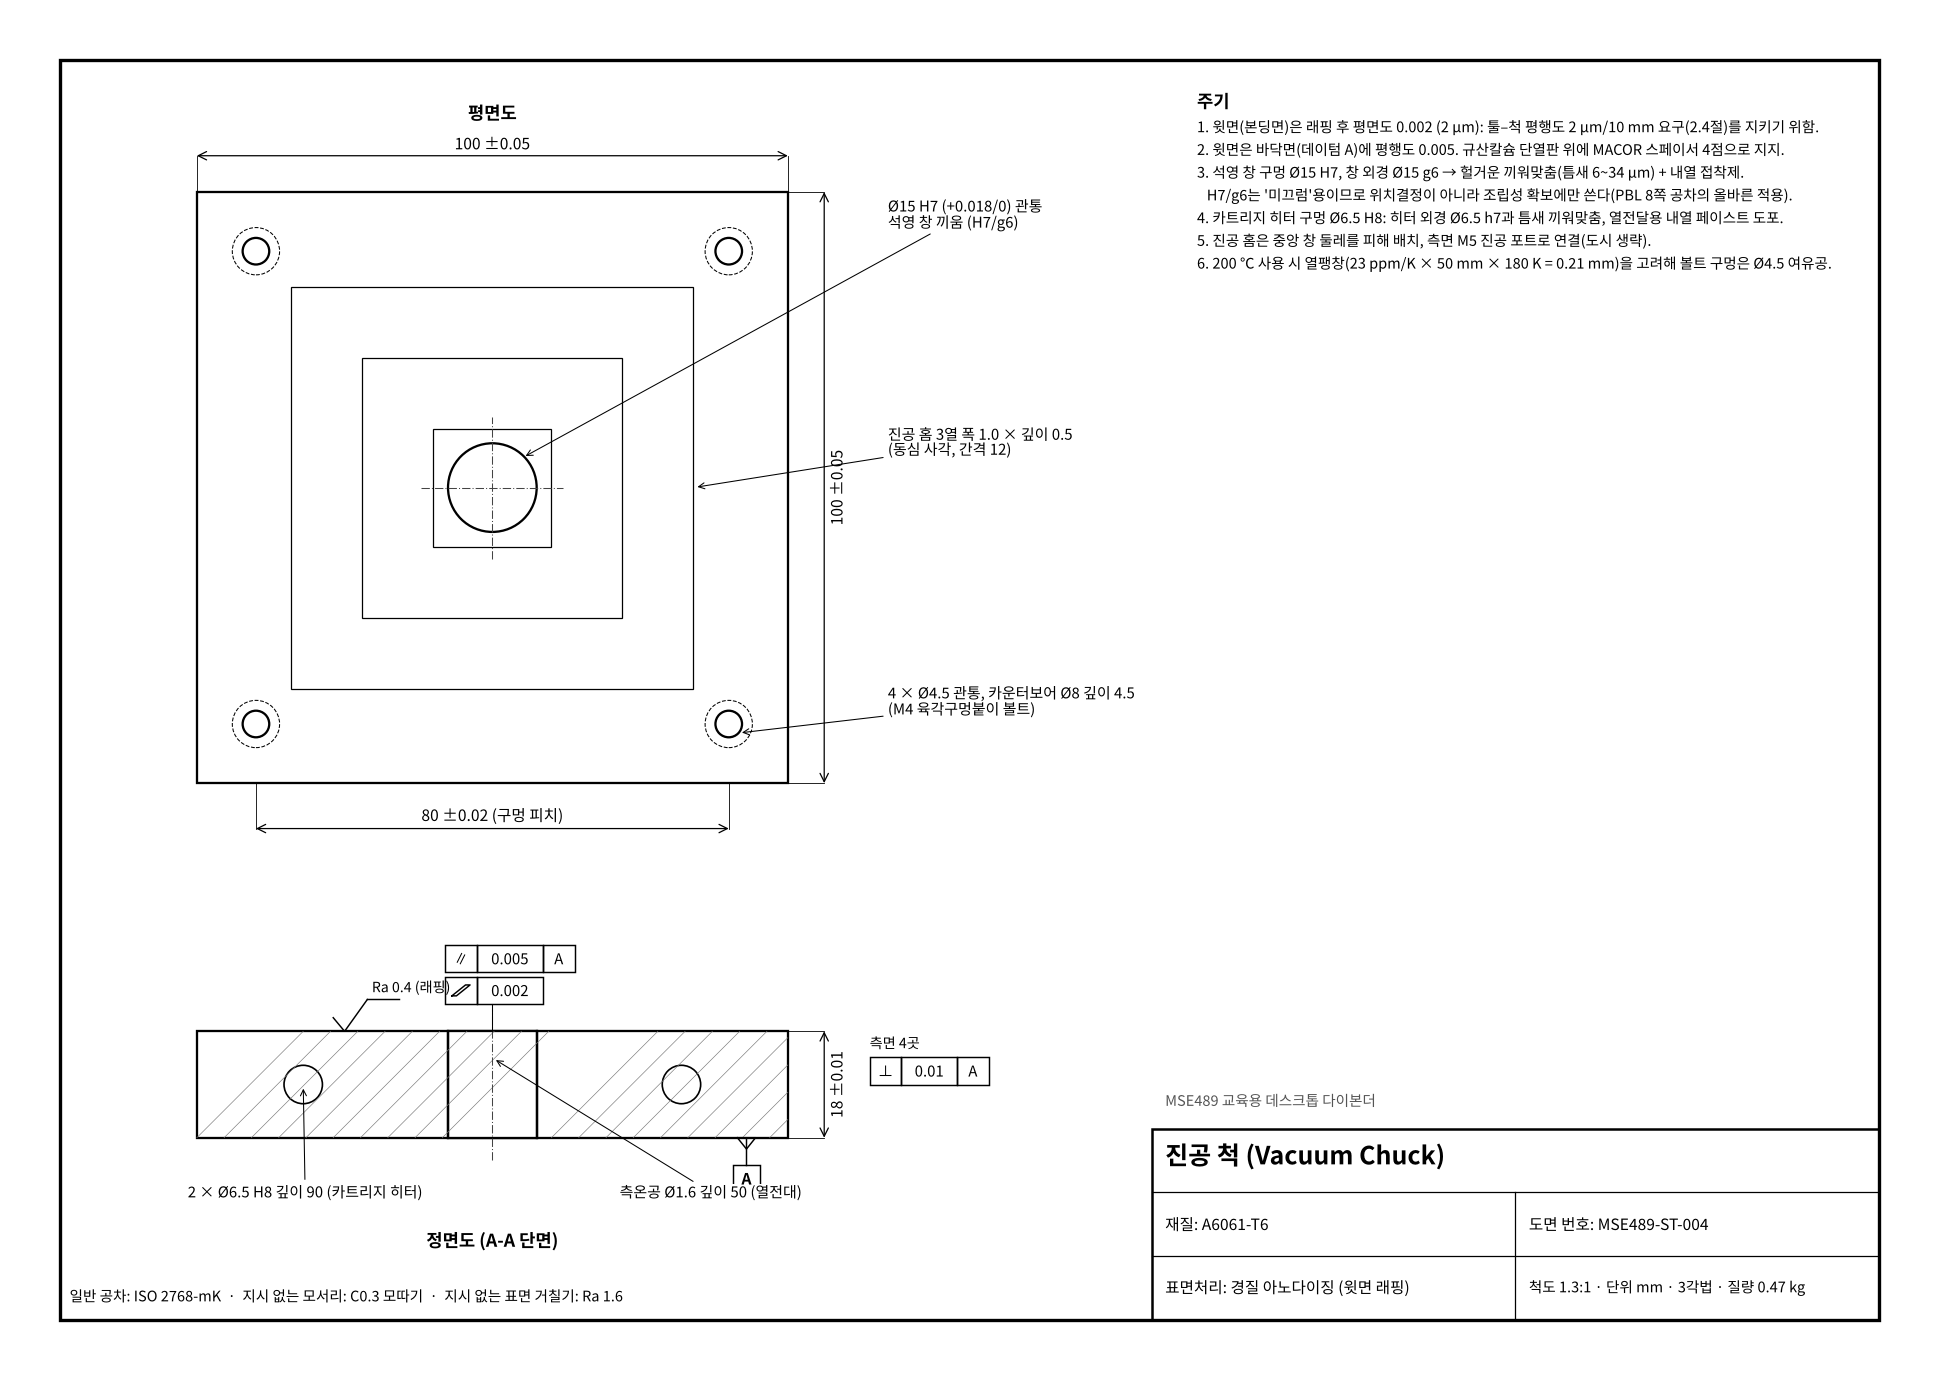 평면도
100 ±0.05
Ø15 H7 (+0.018/0) 관통
석영 창 끼움 (H7/g6)
진공 홈 3열 폭 1.0 × 깊이 0.5
(동심 사각, 간격 12)
100 ±0.05
4 × Ø4.5 관통, 카운터보어 Ø8 깊이 4.5
(M4 육각구멍붙이 볼트)
80 ±0.02 (구멍 피치)
주기
1. 윗면(본딩면)은 래핑 후 평면도 0.002 (2 µm): 툴–척 평행도 2 µm/10 mm 요구(2.4절)를 지키기 위함.
2. 윗면은 바닥면(데이텀 A)에 평행도 0.005. 규산칼슘 단열판 위에 MACOR 스페이서 4점으로 지지.
3. 석영 창 구멍 Ø15 H7, 창 외경 Ø15 g6 → 헐거운 끼워맞춤(틈새 6~34 µm) + 내열 접착제.
H7/g6는 '미끄럼'용이므로 위치결정이 아니라 조립성 확보에만 쓴다(PBL 8쪽 공차의 올바른 적용).
4. 카트리지 히터 구멍 Ø6.5 H8: 히터 외경 Ø6.5 h7과 틈새 끼워맞춤, 열전달용 내열 페이스트 도포.
5. 진공 홈은 중앙 창 둘레를 피해 배치, 측면 M5 진공 포트로 연결(도시 생략).
6. 200 °C 사용 시 열팽창(23 ppm/K × 50 mm × 180 K = 0.21 mm)을 고려해 볼트 구멍은 Ø4.5 여유공.
⫽ 0.005 A
Ra 0.4 (래핑)
⏥ 0.002
18 ±0.01
측면 4곳
⊥ 0.01 A
A
2 × Ø6.5 H8 깊이 90 (카트리지 히터)
측온공 Ø1.6 깊이 50 (열전대)
정면도 (A-A 단면)
일반 공차: ISO 2768-mK · 지시 없는 모서리: C0.3 모따기 · 지시 없는 표면 거칠기: Ra 1.6
MSE489 교육용 데스크톱 다이본더
진공 척 (Vacuum Chuck)
재질: A6061-T6
도면 번호: MSE489-ST-004
표면처리: 경질 아노다이징 (윗면 래핑)
척도 1.3:1 · 단위 mm · 3각법 · 질량 0.47 kg